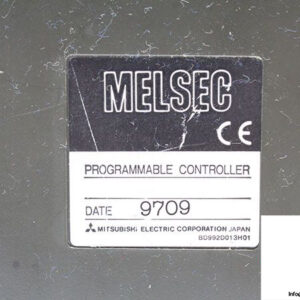 MELSEC
CE
PROGRAMMABLE CONTROLLER
DATE 9709
MITSUBISHI ELECTRIC CORPORATION JAPAN
BD992D013H01